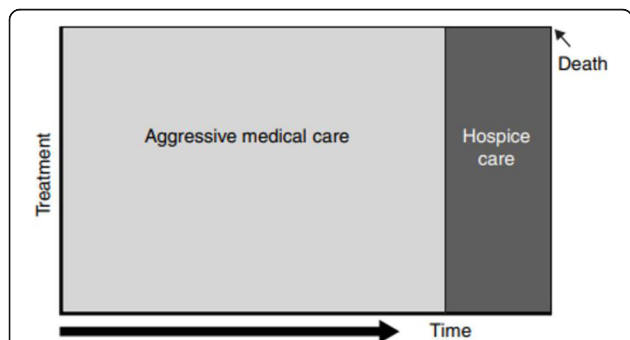 Death
Aggressive medical care
Hospice
care
Treatment
Time